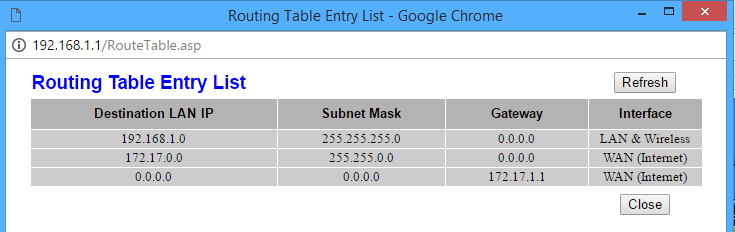 Routing Table Entry List - Google Chrome
192.168.1.1/RouteTable.asp
Routing Table Entry List Refresh
Destination LAN IP Subnet Mask Gateway Interface
192.168.1.0 255.255.255.0 0.0.0.0 LAN & Wireless
172.17.0.0 255.255.0.0 0.0.0.0 WAN (Internet)
0.0.0.0 0.0.0.0 172.17.1.1 WAN (Internet)
Close